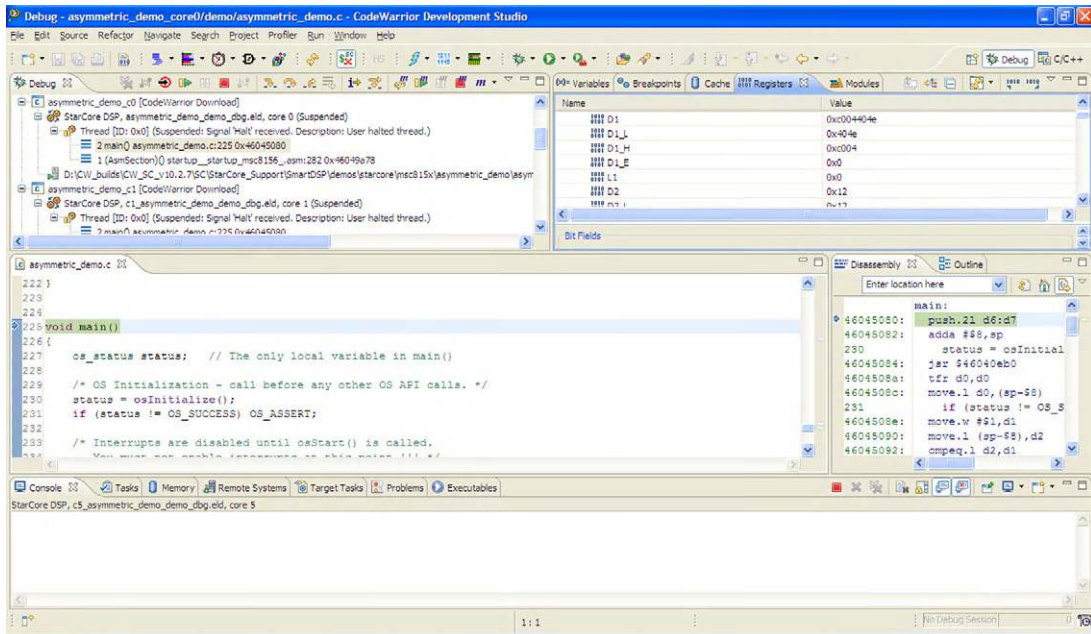 Debug - asymmetric_demo_core0/demo/asymmetric_demo.c - CodeWarrior Development Studio
File Edit Source Refactor Navigate Search Project Profiler Run Window Help
Debug C/C++
Debug
asymmetric_demo_c0 [CodeWarrior Download]
StarCore DSP, asymmetric_demo_demo_dbg.eld, core 0 (Suspended)
Thread [ID: 0x0] (Suspended: Signal 'Halt' received. Description: User halted thread.)
2 main() asymmetric_demo.c:225 0x46045080
1 (AsmSection)() startup__startup_msc8156_.asm:282 0x46049a78
D:\CW_builds\CW_SC_v10.2.7\SC\StarCore_Support\SmartDSP\demos\starcore\msc815x\asymmetric_demo\asym
asymmetric_demo_c1 [CodeWarrior Download]
StarCore DSP, c1_asymmetric_demo_demo_dbg.eld, core 1 (Suspended)
Thread [ID: 0x0] (Suspended: Signal 'Halt' received. Description: User halted thread.)
2 main() asymmetric_demo.c:225 0x46045080
(x)= Variables Breakpoints Cache Registers Modules
Name Value
D1 0xc004404e
D1_L 0x404e
D1_H 0xc004
D1_E 0x0
L1 0x0
D2 0x12
D2_L 0x12
Bit Fields
asymmetric_demo.c
222 }
223
224
225 void main()
226 {
227 os_status status; // The only local variable in main()
228
229 /* OS Initialization - call before any other OS API calls. */
230 status = osInitialize();
231 if (status != OS_SUCCESS) OS_ASSERT;
232
233 /* Interrupts are disabled until osStart() is called.
234 You must not enable interrupts at this point !!! */
Disassembly Outline
Enter location here
main:
46045080: push.2l d6:d7
46045082: adda #$8,sp
230 status = osInitial
46045084: jsr $46040eb0
4604508a: tfr d0,d0
4604508c: move.l d0,(sp-$8)
231 if (status != OS_S
4604508e: move.w #$1,d1
46045090: move.l (sp-$8),d2
46045092: cmpeq.l d2,d1
Console Tasks Memory Remote Systems Target Tasks Problems Executables
StarCore DSP, c5_asymmetric_demo_demo_dbg.eld, core 5
1:1
No Debug Session